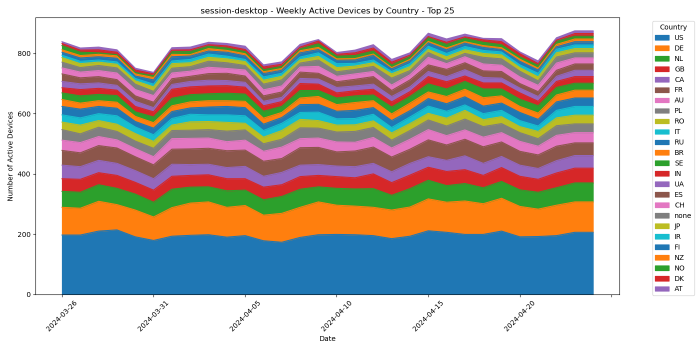 session-desktop - Weekly Active Devices by Country - Top 25
Number of Active Devices
800
600
400
200
0
2024-03-26
2024-03-31
2024-04-05
2024-04-10
2024-04-15
2024-04-20
Date
Country
US
DE
NL
GB
CA
FR
AU
PL
RO
IT
RU
BR
SE
IN
UA
ES
CH
none
JP
IR
FI
NZ
NO
DK
AT